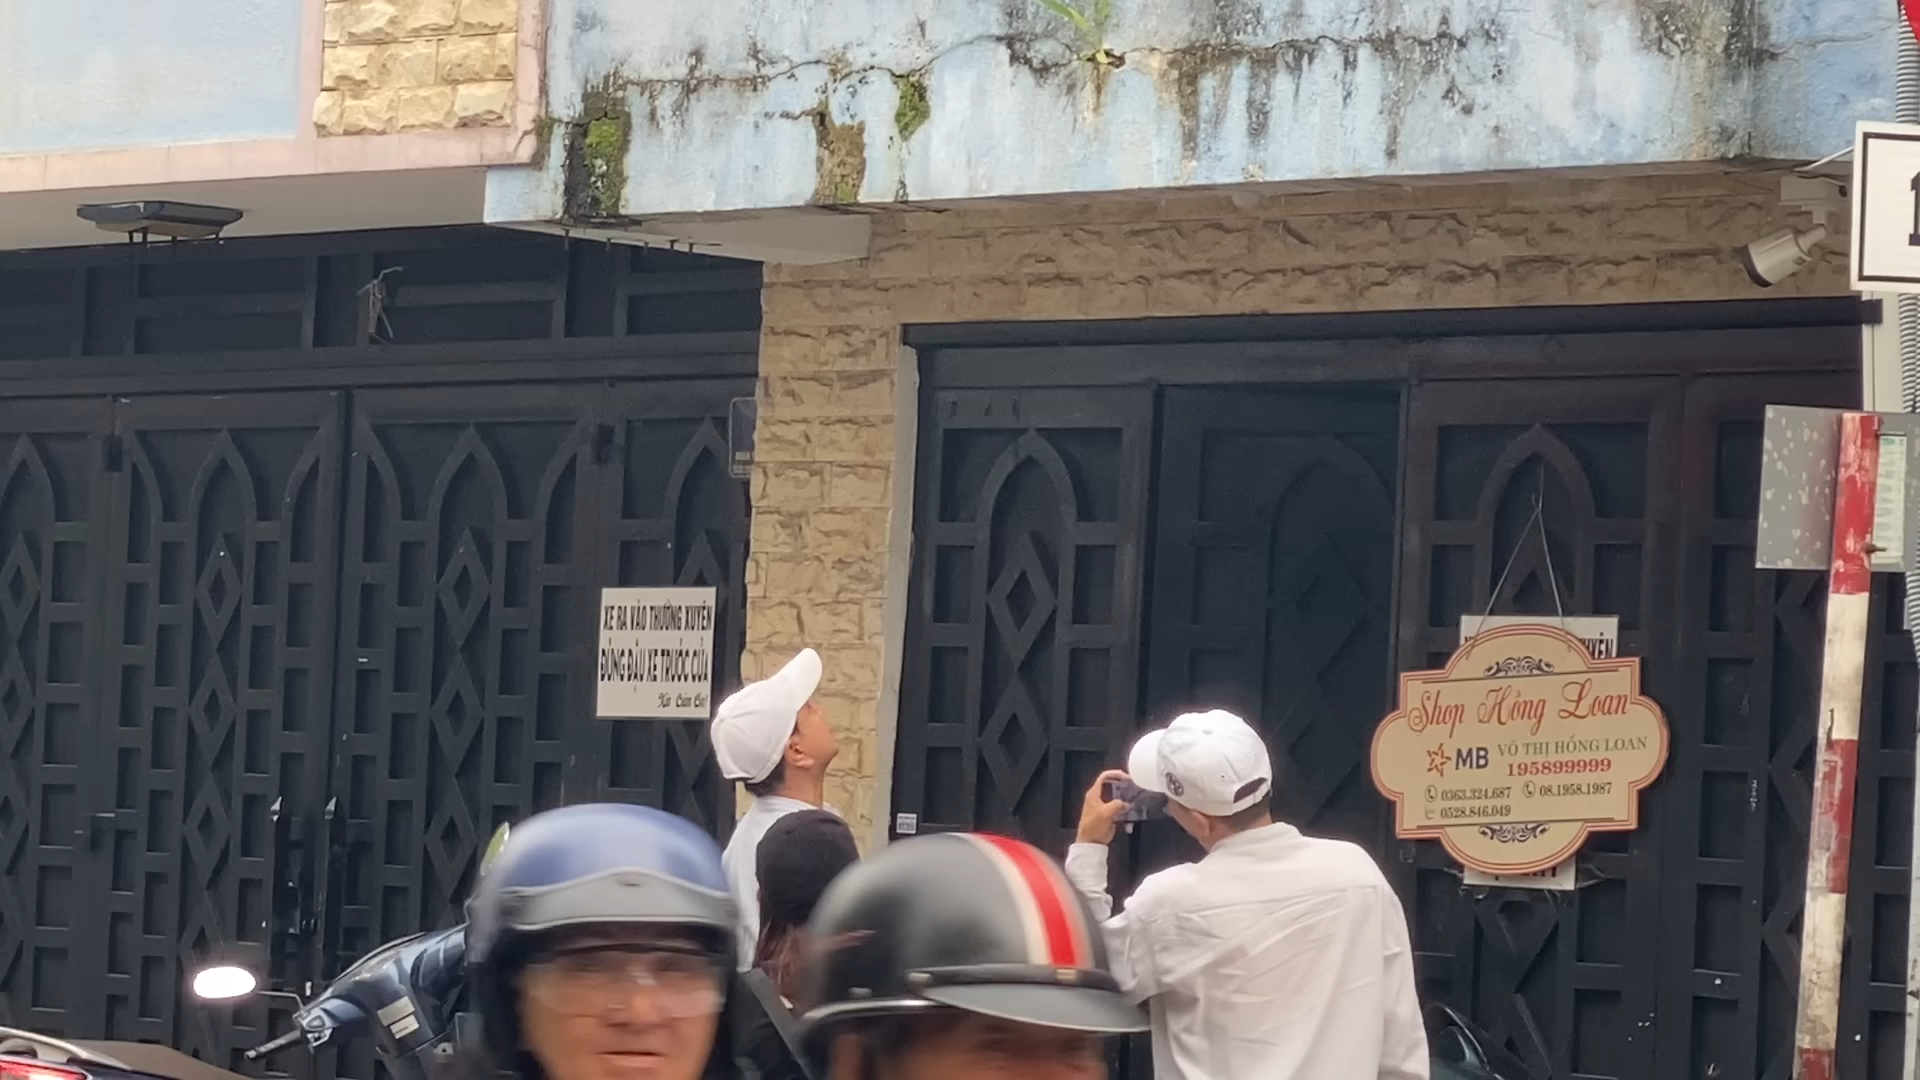 XE RA VÀO THƯỜNG XUYÊN
ĐỪNG ĐẬU XE TRƯỚC CỬA
Xin Cảm Ơn!
Shop Hồng Loan
MB VÕ THỊ HỒNG LOAN
195899999
0363.324.687 08.1958.1987
0528.846.049